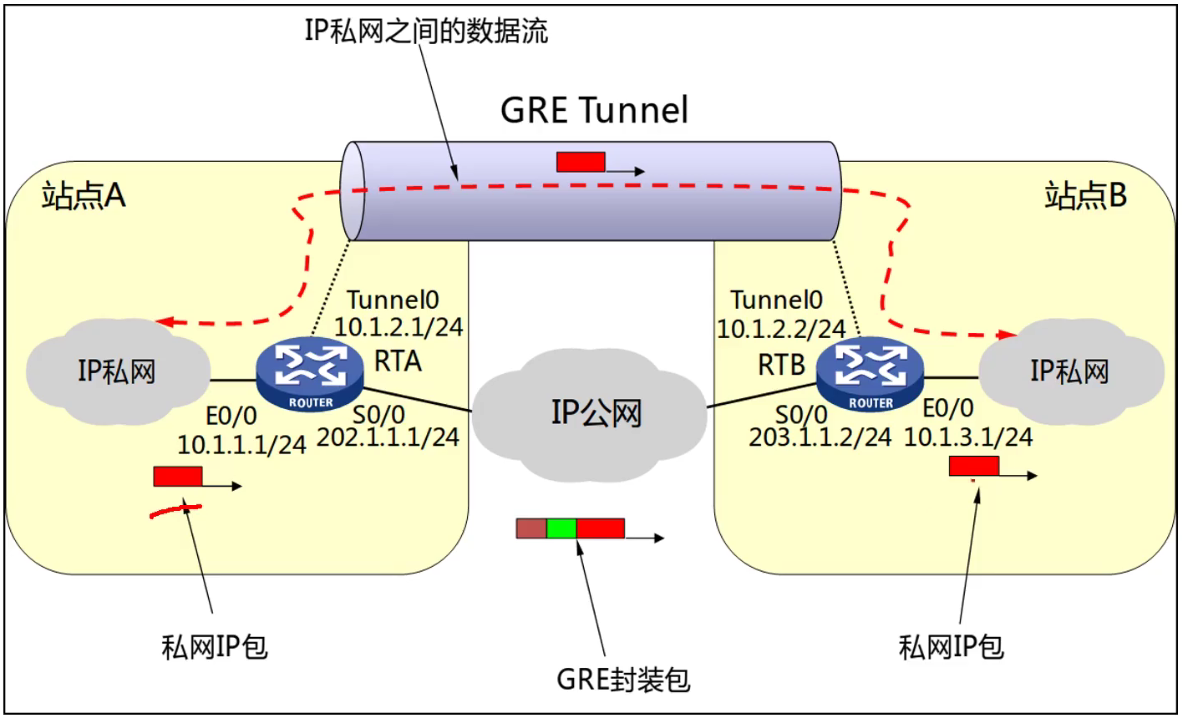 IP私网之间的数据流
GRE Tunnel
站点A
站点B
Tunnel0
10.1.2.1/24
Tunnel0
10.1.2.2/24
IP私网
RTA
ROUTER
IP公网
RTB
ROUTER
IP私网
E0/0
10.1.1.1/24
S0/0
202.1.1.1/24
S0/0
203.1.1.2/24
E0/0
10.1.3.1/24
私网IP包
GRE封装包
私网IP包